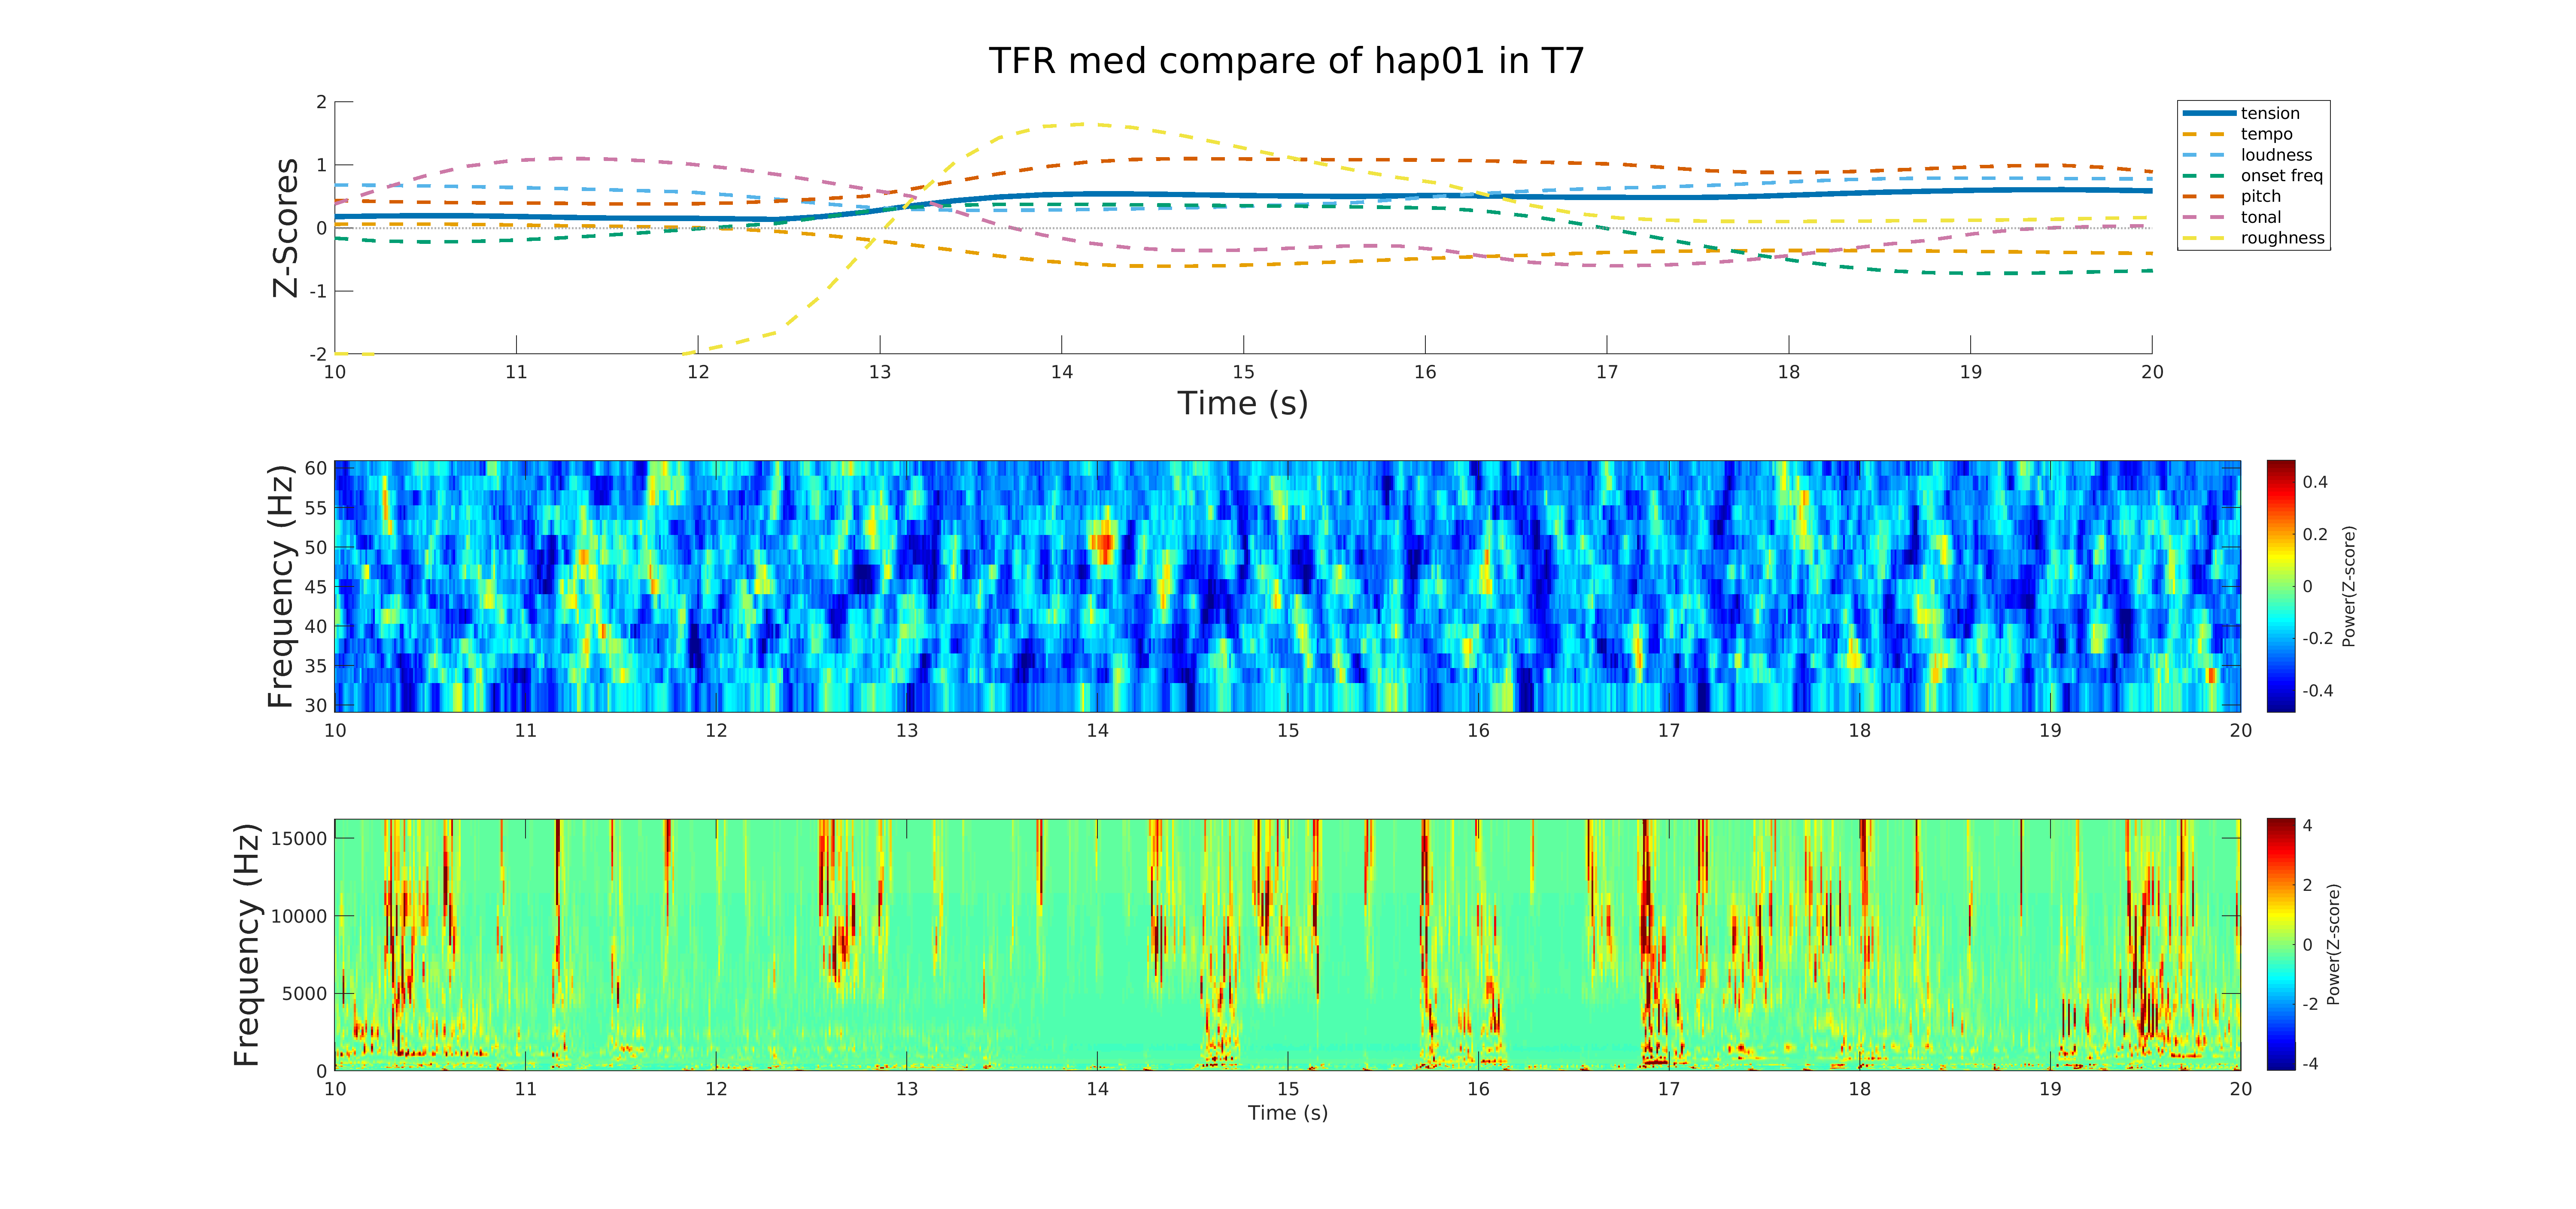 TFR med compare of hap01 in T7
2
1
0
-1
-2
Z-Scores
10 11 12 13 14 15 16 17 18 19 20
Time (s)
tension
tempo
loudness
onset freq
pitch
tonal
roughness
60
55
50
45
40
35
30
Frequency (Hz)
10 11 12 13 14 15 16 17 18 19 20
0.4
0.2
0
-0.2
-0.4
Power(Z-score)
15000
10000
5000
0
Frequency (Hz)
10 11 12 13 14 15 16 17 18 19 20
Time (s)
4
2
0
-2
-4
Power(Z-score)